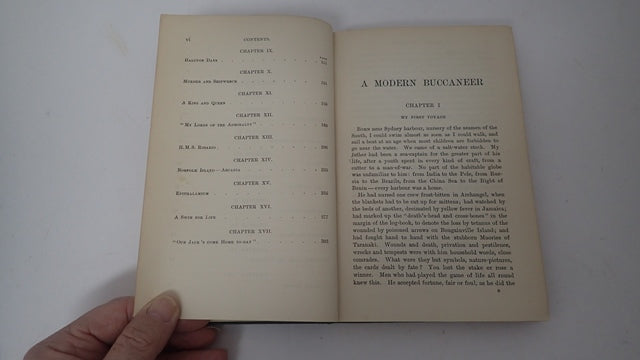 vi CONTENTS.
CHAPTER IX.
PAGE
Halcyon Days
CHAPTER X.
Murder and Shipwreck
CHAPTER XI.
A King and Queen
CHAPTER XII.
"My Lords of the Admiralty"
CHAPTER XIII.
H.M.S. Rosario
CHAPTER XIV.
Norfolk Island—Arcadia
CHAPTER XV.
Epithalamium
CHAPTER XVI.
A Swim for Life
CHAPTER XVII.
"Our Jack's come Home to-day"
A MODERN BUCCANEER
CHAPTER I
MY FIRST VOYAGE
Born near Sydney harbour, nursery of the seamen of the
South, I could swim almost as soon as I could walk, and
sail a boat at an age when most children are forbidden to
go near the water. We came of a salt-water stock. My
father had been a sea-captain for the greater part of his
life, after a youth spent in every kind of craft, from a
cutter to a man-of-war. No part of the habitable globe
was unfamiliar to him: from India to the Pole, from Rus-
sia to the Brazils, from the China Sea to the Bight of
Benin—every harbour was a home.
He had nursed one crew frost-bitten in Archangel, when
the blankets had to be cut up for mittens; had watched by
the beds of another, decimated by yellow fever in Jamaica;
had marked up the "death's-head and cross-bones" in the
margin of the log-book, to denote the loss by tetanus of the
wounded by poisoned arrows on Bougainville Island; and
had fought hand to hand with the stubborn Maories of
Taranaki. Wounds and death, privation and pestilence,
wrecks and tempests were with him household words, close
comrades. What were they but symbols, nature-pictures,
the cards dealt by fate? You lost the stake or rose a
winner. Men who had played the game of life all round
knew this. He accepted fortune, fair or foul, as he did the